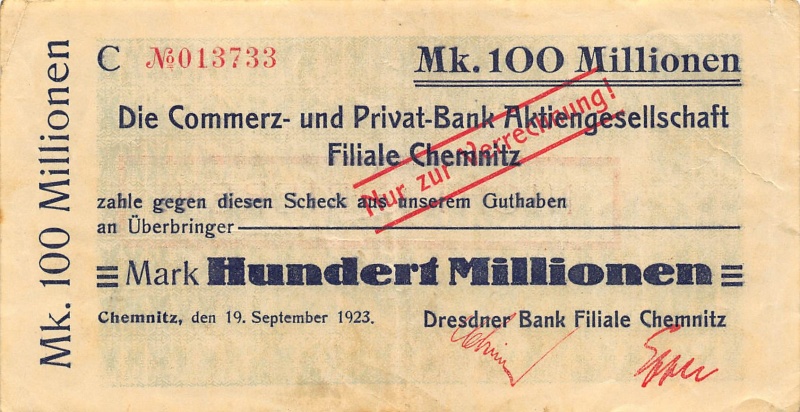 Mk. 100 Millionen
C №013733
Mk. 100 Millionen
Die Commerz- und Privat-Bank Aktiengesellschaft
Filiale Chemnitz
Nur zur Verrechnung!
zahle gegen diesen Scheck aus unserem Guthaben
an Überbringer
Mark Hundert Millionen
Chemnitz, den 19. September 1923.
Dresdner Bank Filiale Chemnitz